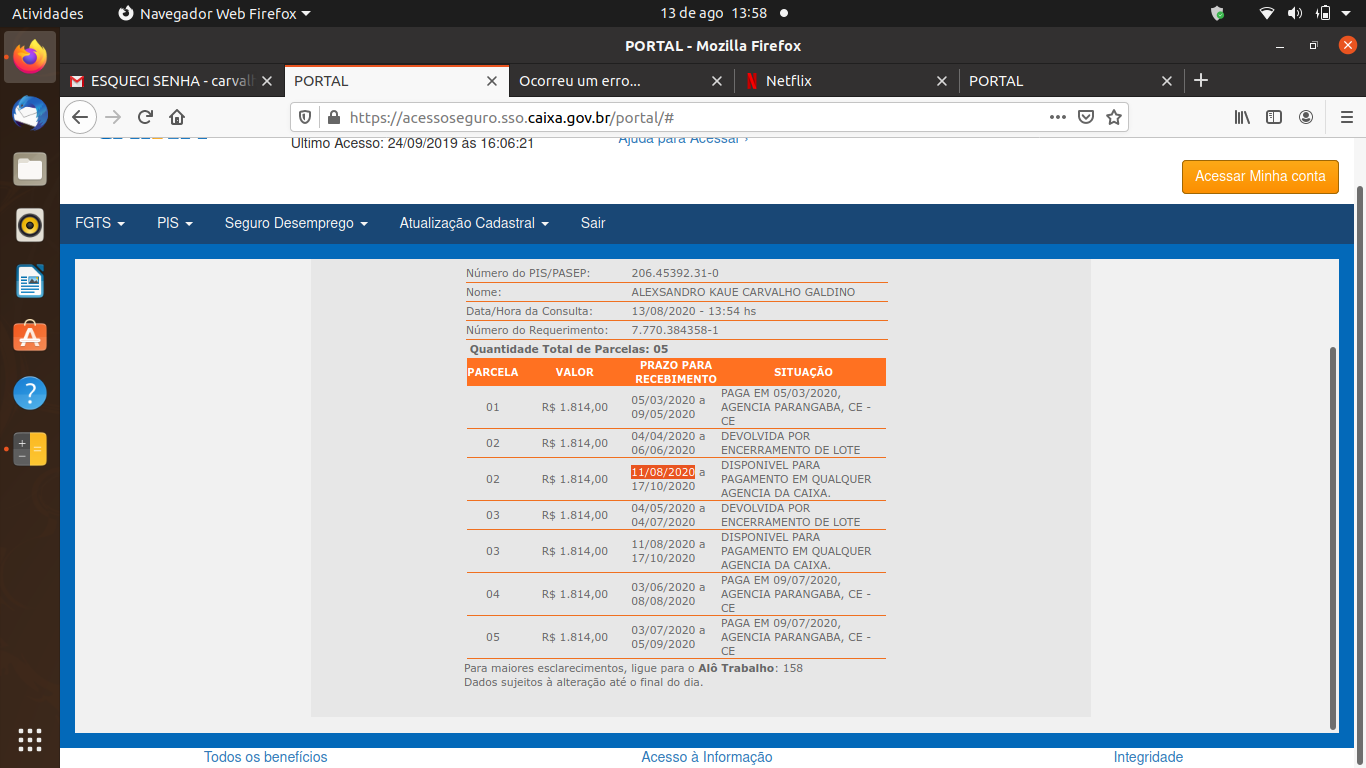 Atividades
Navegador Web Firefox
13 de ago 13:58
PORTAL - Mozilla Firefox
ESQUECI SENHA - carvalh
PORTAL
Ocorreu um erro...
Netflix
PORTAL
https://acessoseguro.sso.caixa.gov.br/portal/#
Último Acesso: 24/09/2019 às 16:06:21
Ajuda para Acessar ›
Acessar Minha conta
FGTS
PIS
Seguro Desemprego
Atualização Cadastral
Sair
Número do PIS/PASEP: 206.45392.31-0
Nome: ALEXSANDRO KAUE CARVALHO GALDINO
Data/Hora da Consulta: 13/08/2020 - 13:54 hs
Número do Requerimento: 7.770.384358-1
Quantidade Total de Parcelas: 05
PARCELA VALOR PRAZO PARA RECEBIMENTO SITUAÇÃO
01 R$ 1.814,00 05/03/2020 a 09/05/2020 PAGA EM 05/03/2020, AGENCIA PARANGABA, CE - CE
02 R$ 1.814,00 04/04/2020 a 06/06/2020 DEVOLVIDA POR ENCERRAMENTO DE LOTE
02 R$ 1.814,00 11/08/2020 a 17/10/2020 DISPONIVEL PARA PAGAMENTO EM QUALQUER AGENCIA DA CAIXA.
03 R$ 1.814,00 04/05/2020 a 04/07/2020 DEVOLVIDA POR ENCERRAMENTO DE LOTE
03 R$ 1.814,00 11/08/2020 a 17/10/2020 DISPONIVEL PARA PAGAMENTO EM QUALQUER AGENCIA DA CAIXA.
04 R$ 1.814,00 03/06/2020 a 08/08/2020 PAGA EM 09/07/2020, AGENCIA PARANGABA, CE - CE
05 R$ 1.814,00 03/07/2020 a 05/09/2020 PAGA EM 09/07/2020, AGENCIA PARANGABA, CE - CE
Para maiores esclarecimentos, ligue para o Alô Trabalho: 158
Dados sujeitos à alteração até o final do dia.
Todos os benefícios
Acesso à Informação
Integridade